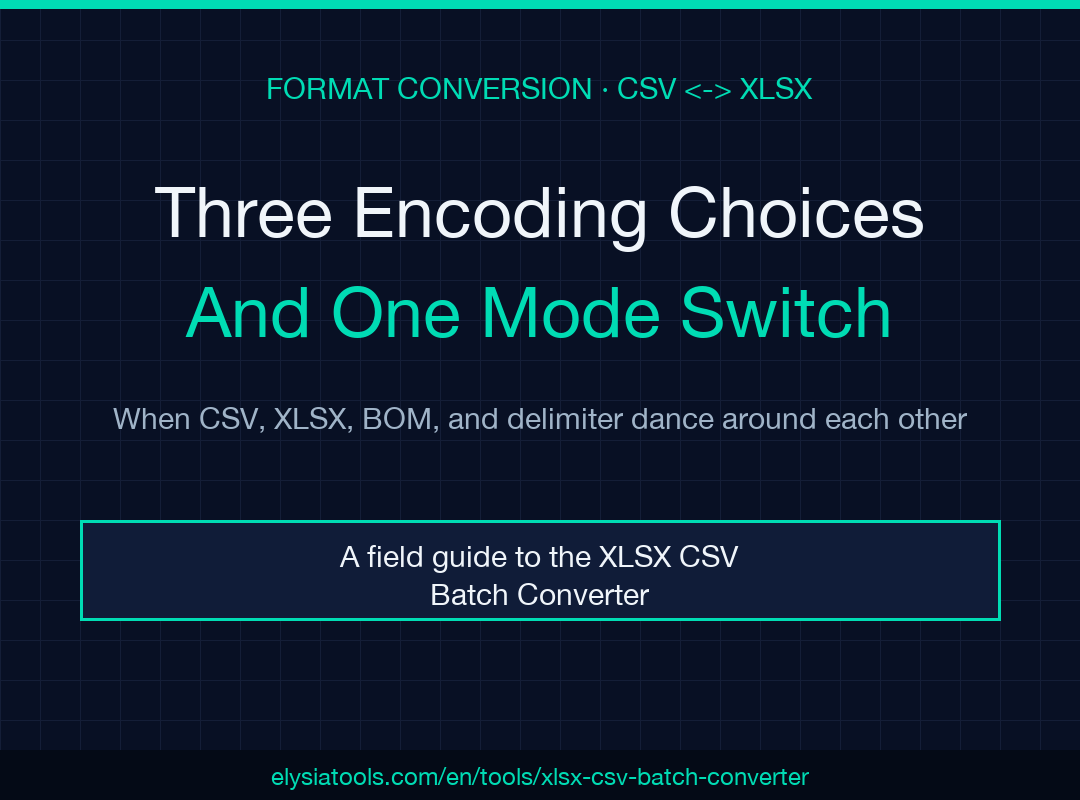 FORMAT CONVERSION · CSV <-> XLSX
Three Encoding Choices
And One Mode Switch
When CSV, XLSX, BOM, and delimiter dance around each other
A field guide to the XLSX CSV
Batch Converter
elysiatools.com/en/tools/xlsx-csv-batch-converter